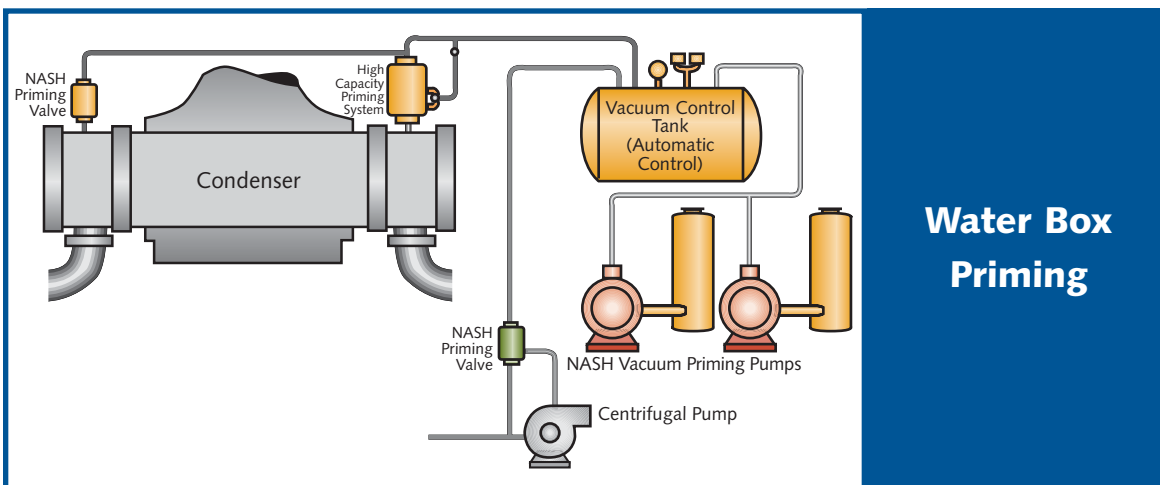 NASH
Priming
Valve
High
Capacity
Priming
System
Condenser
Vacuum Control
Tank
(Automatic
Control)
NASH
Priming
Valve
NASH Vacuum Priming Pumps
Centrifugal Pump
Water Box
Priming